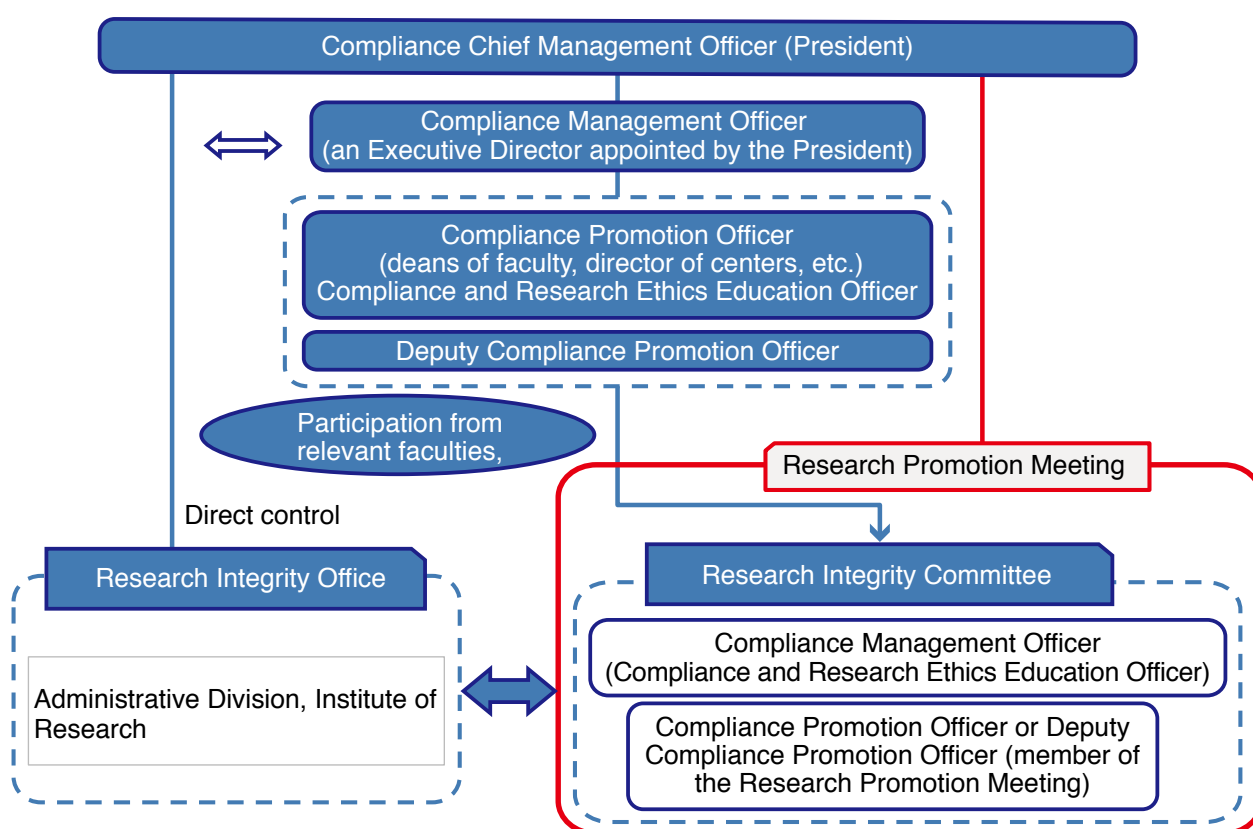 Compliance Chief Management Officer (President)
Compliance Management Officer
(an Executive Director appointed by the President)
Compliance Promotion Officer
(deans of faculty, director of centers, etc.)
Compliance and Research Ethics Education Officer
Deputy Compliance Promotion Officer
Participation from
relevant faculties,
Research Promotion Meeting
Direct control
Research Integrity Office
Administrative Division, Institute of
Research
Research Integrity Committee
Compliance Management Officer
(Compliance and Research Ethics Education Officer)
Compliance Promotion Officer or Deputy
Compliance Promotion Officer (member of
the Research Promotion Meeting)